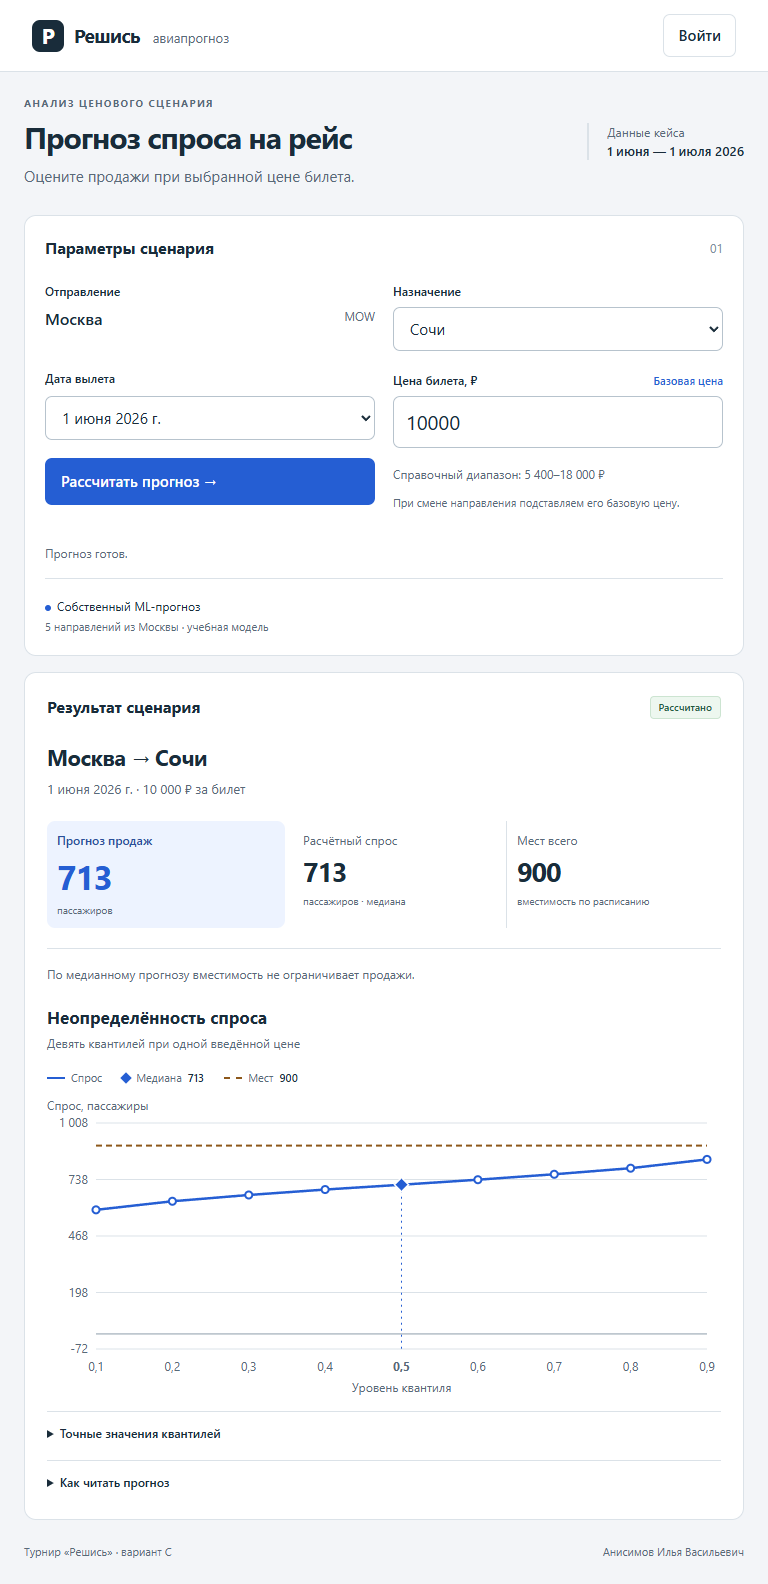 Р Решись авиапрогноз
Войти
АНАЛИЗ ЦЕНОВОГО СЦЕНАРИЯ
Прогноз спроса на рейс
Оцените продажи при выбранной цене билета.
Данные кейса
1 июня — 1 июля 2026
Параметры сценария
01
Отправление
Москва
MOW
Назначение
Сочи
Дата вылета
1 июня 2026 г.
Цена билета, ₽
Базовая цена
10000
Рассчитать прогноз →
Справочный диапазон: 5 400–18 000 ₽
При смене направления подставляем его базовую цену.
Прогноз готов.
Собственный ML-прогноз
5 направлений из Москвы · учебная модель
Результат сценария
Рассчитано
Москва → Сочи
1 июня 2026 г. · 10 000 ₽ за билет
Прогноз продаж
713
пассажиров
Расчётный спрос
713
пассажиров · медиана
Мест всего
900
вместимость по расписанию
По медианному прогнозу вместимость не ограничивает продажи.
Неопределённость спроса
Девять квантилей при одной введённой цене
Спрос
Медиана 713
Мест 900
Спрос, пассажиры
1 008
738
468
198
-72
0,1 0,2 0,3 0,4 0,5 0,6 0,7 0,8 0,9
Уровень квантиля
Точные значения квантилей
Как читать прогноз
Турнир «Решись» · вариант С
Анисимов Илья Васильевич